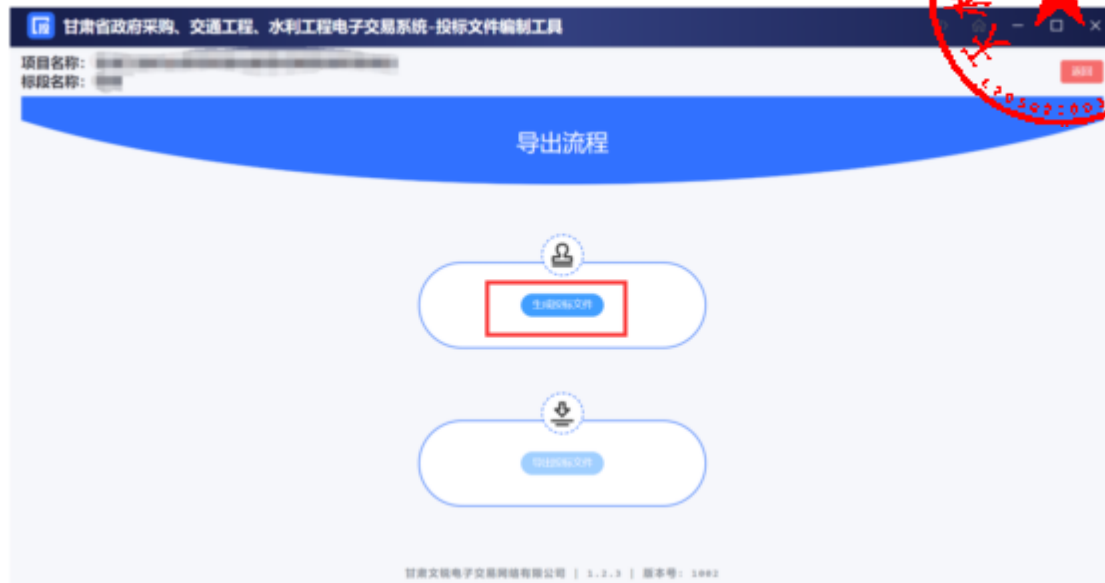 甘肃省政府采购、交通工程、水利工程电子交易系统-投标文件编制工具
项目名称：
标段名称：
返回
导出流程
生成投标文件
导出投标文件
甘肃文锐电子交易网络有限公司 | 1.2.3 | 版本号: 1002